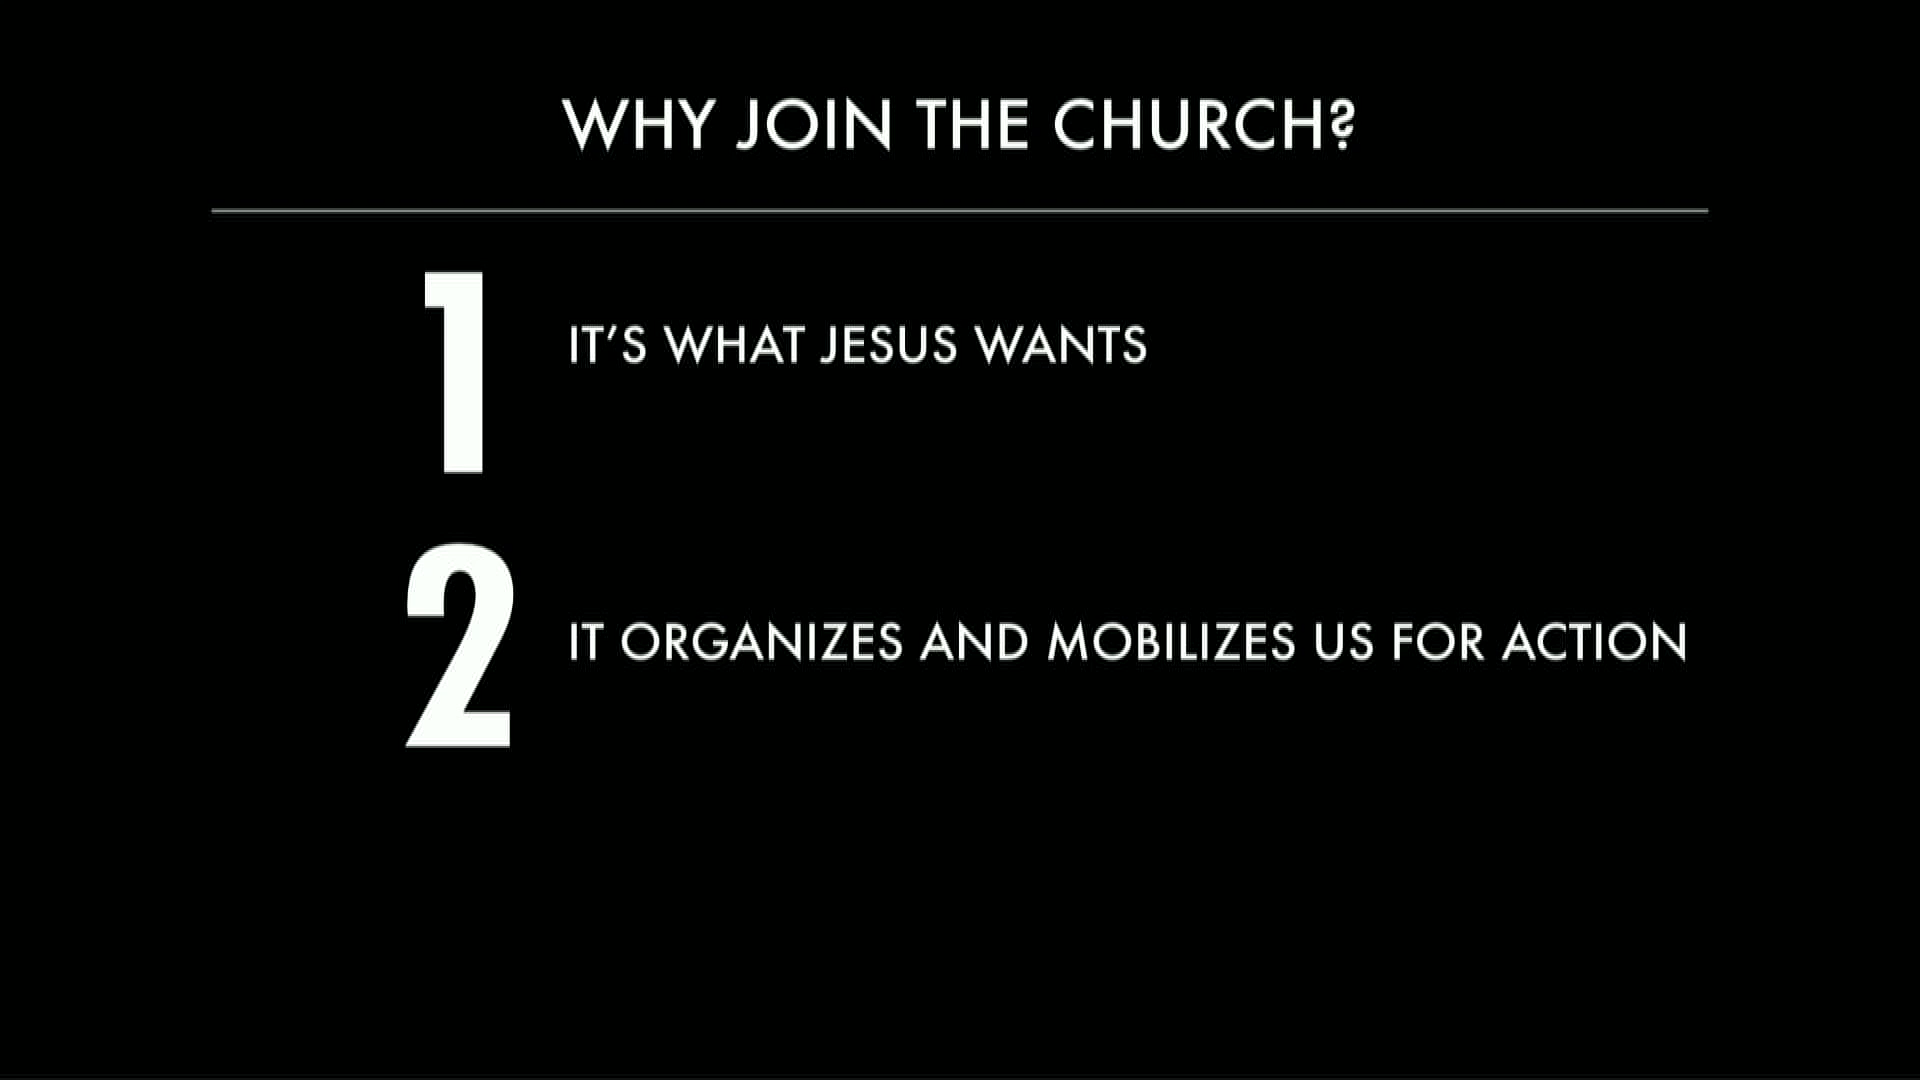 WHY JOIN THE CHURCH?
1 IT’S WHAT JESUS WANTS
2 IT ORGANIZES AND MOBILIZES US FOR ACTION